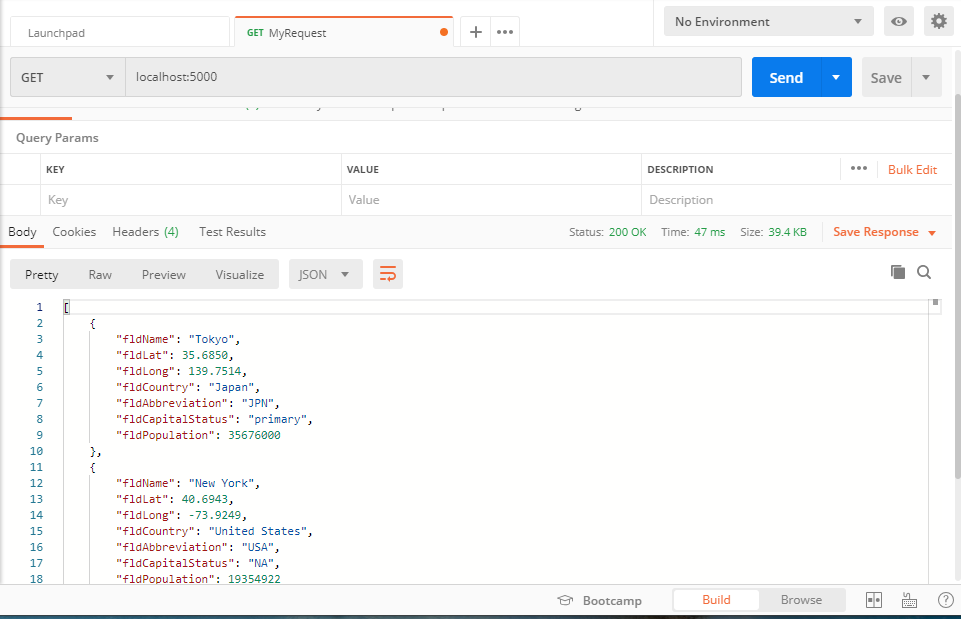 Launchpad
GET MyRequest
No Environment
GET
localhost:5000
Send
Save
Query Params
KEY VALUE DESCRIPTION
Bulk Edit
Key Value Description
Body Cookies Headers (4) Test Results
Status: 200 OK Time: 47 ms Size: 39.4 KB
Save Response
Pretty Raw Preview Visualize JSON
1 [
2 {
3 "fldName": "Tokyo",
4 "fldLat": 35.6850,
5 "fldLong": 139.7514,
6 "fldCountry": "Japan",
7 "fldAbbreviation": "JPN",
8 "fldCapitalStatus": "primary",
9 "fldPopulation": 35676000
10 },
11 {
12 "fldName": "New York",
13 "fldLat": 40.6943,
14 "fldLong": -73.9249,
15 "fldCountry": "United States",
16 "fldAbbreviation": "USA",
17 "fldCapitalStatus": "NA",
18 "fldPopulation": 19354922
Bootcamp Build Browse